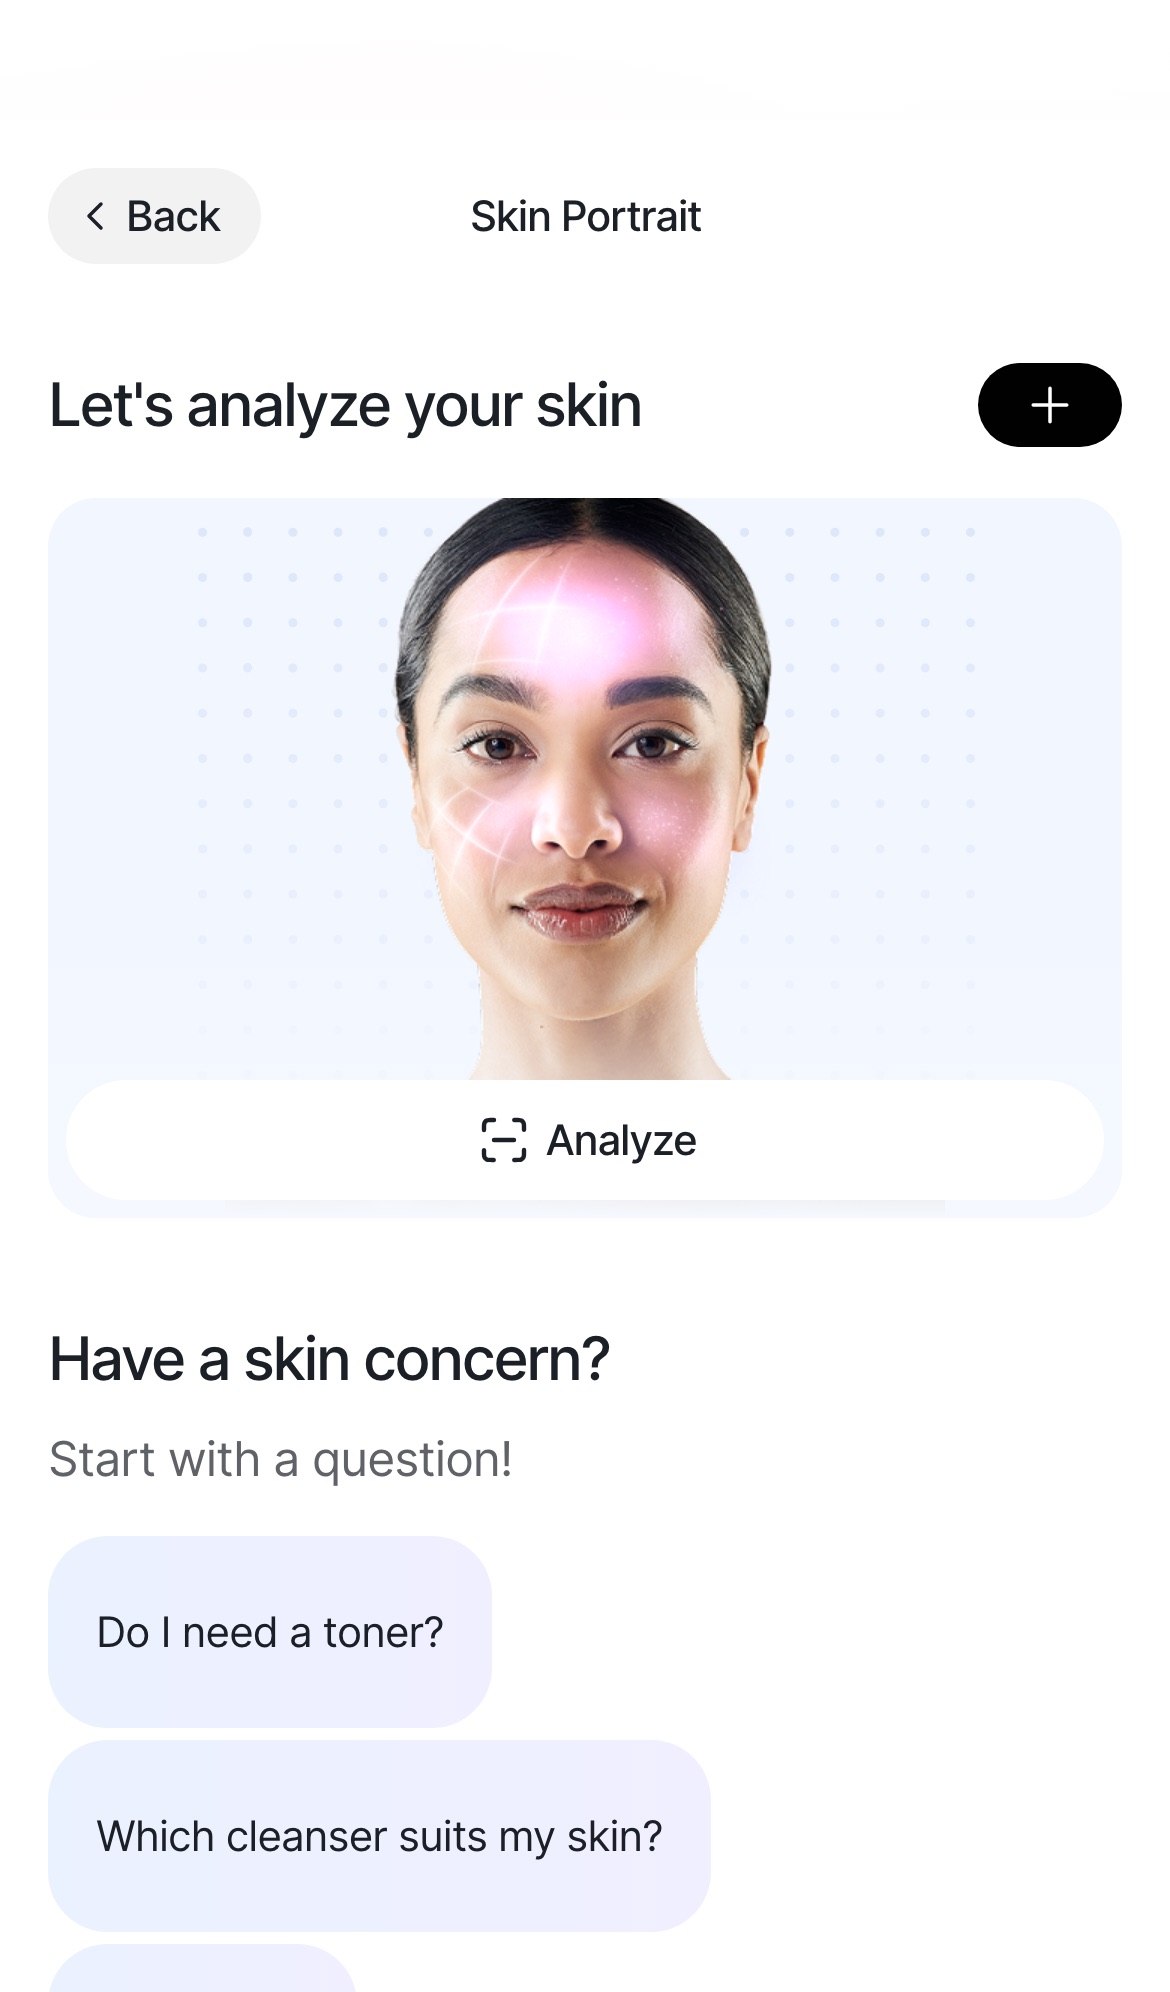 Back
Skin Portrait
Let's analyze your skin
Analyze
Have a skin concern?
Start with a question!
Do I need a toner?
Which cleanser suits my skin?